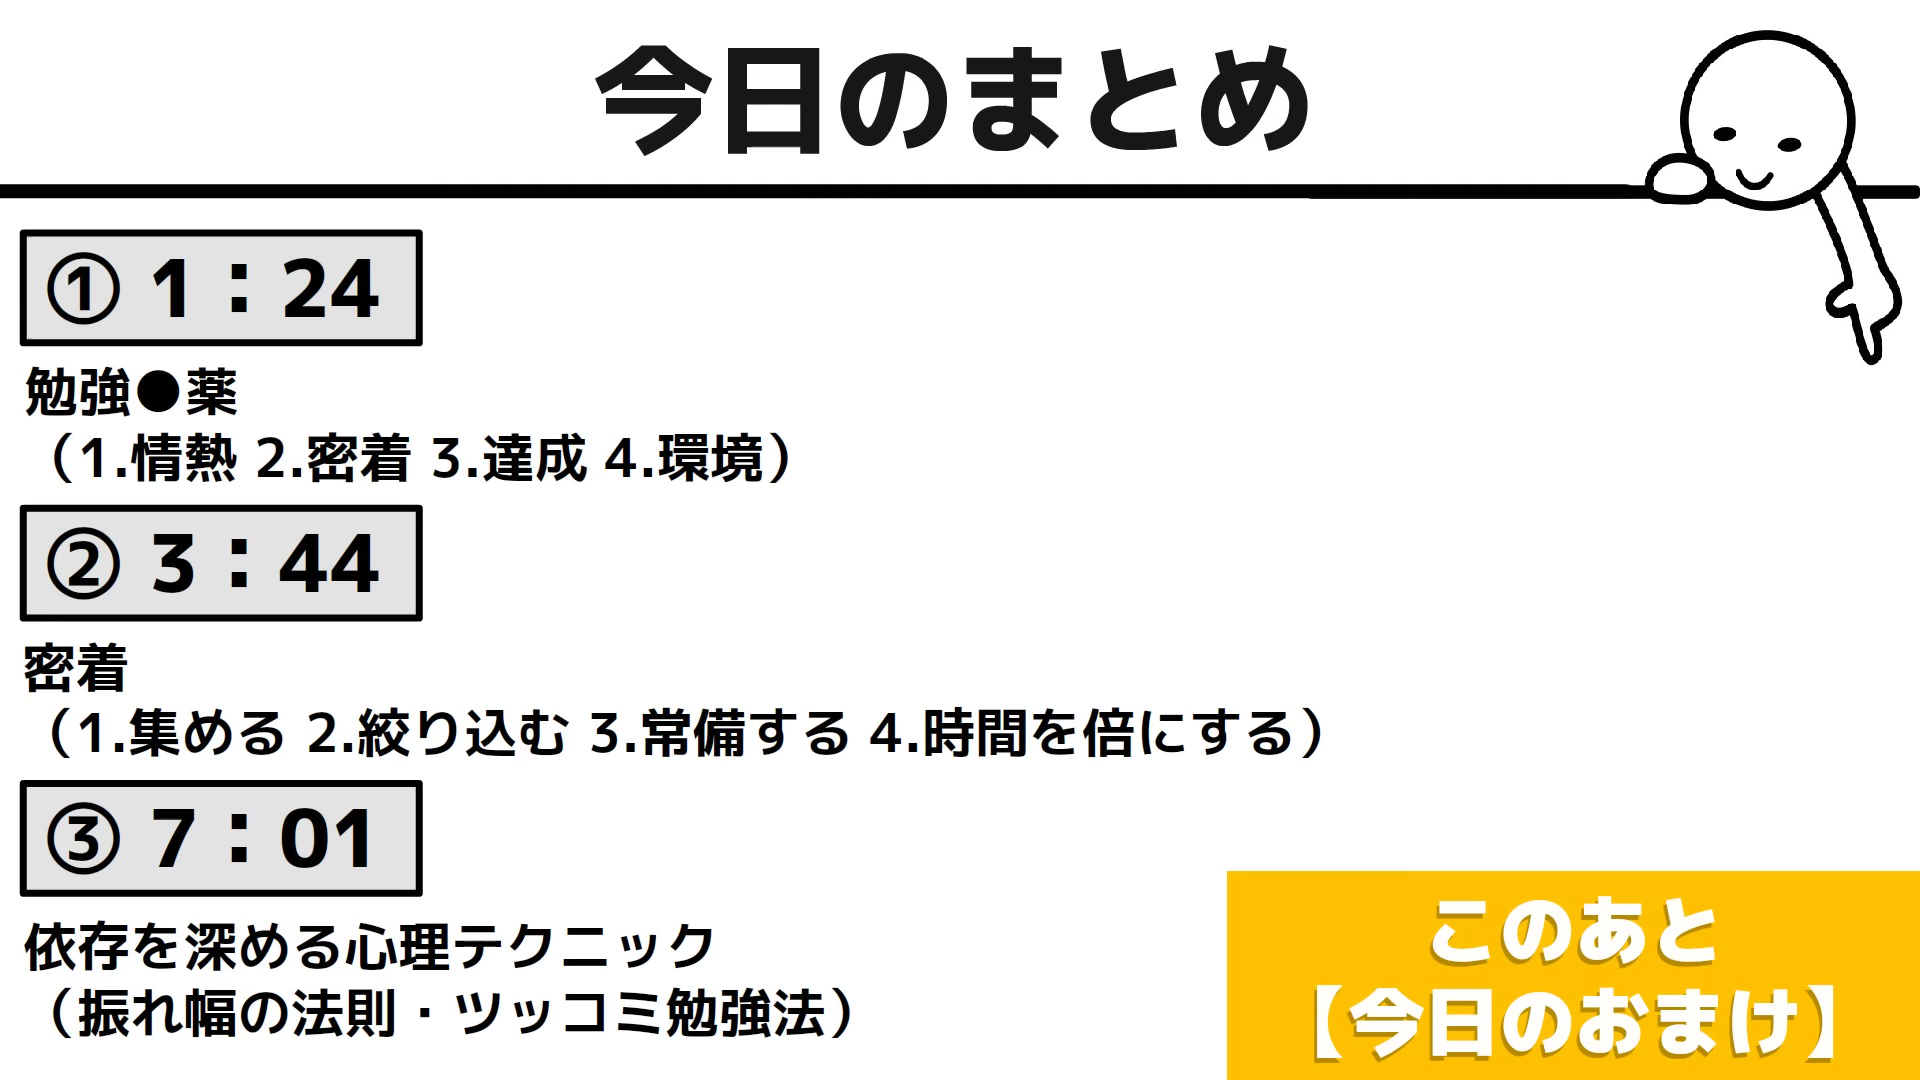 今日のまとめ
① 1：24
勉強●薬
（1.情熱 2.密着 3.達成 4.環境）
② 3：44
密着
（1.集める 2.絞り込む 3.常備する 4.時間を倍にする）
③ 7：01
依存を深める心理テクニック
（振れ幅の法則・ツッコミ勉強法）
このあと
【今日のおまけ】